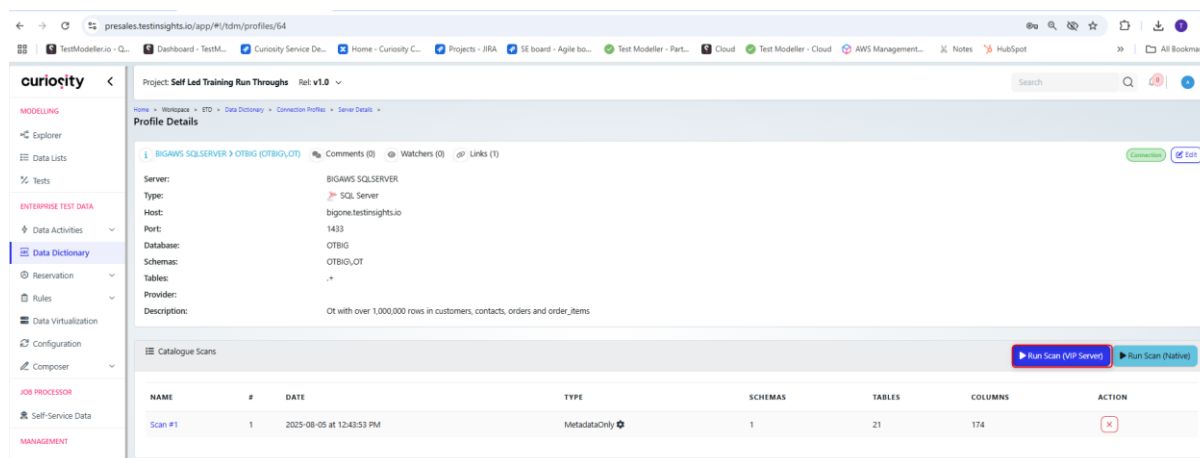 presales.testinsights.io/app/#!/tdm/profiles/64
TestModeller.io - Q... Dashboard - TestM... Curiosity Service De... Home - Curiosity C... Projects - JIRA SE board - Agile bo... Test Modeller - Part... Cloud Test Modeller - Cloud AWS Management... Notes HubSpot » All Bookma
curiosity Project: Self Led Training Run Throughs Rel: v1.0 Search 0
MODELLING
Home Workspace ETD Data Dictionary Connection Profiles Server Details
Profile Details
Explorer
Data Lists
Tests
ENTERPRISE TEST DATA
Data Activities
Data Dictionary
Reservation
Rules
Data Virtualization
Configuration
Composer
JOB PROCESSOR
Self-Service Data
MANAGEMENT
BIGAWS SQLSERVER > OTBIG (OTBIG\,OT) Comments (0) Watchers (0) Links (1) Connection Edit
Server: BIGAWS SQLSERVER
Type: SQL Server
Host: bigone.testinsights.io
Port: 1433
Database: OTBIG
Schemas: OTBIG\,OT
Tables: .+
Provider:
Description: Ot with over 1,000,000 rows in customers, contacts, orders and order_items
Catalogue Scans Run Scan (VIP Server) Run Scan (Native)
NAME # DATE TYPE SCHEMAS TABLES COLUMNS ACTION
Scan #1 1 2025-08-05 at 12:43:53 PM MetadataOnly 1 21 174